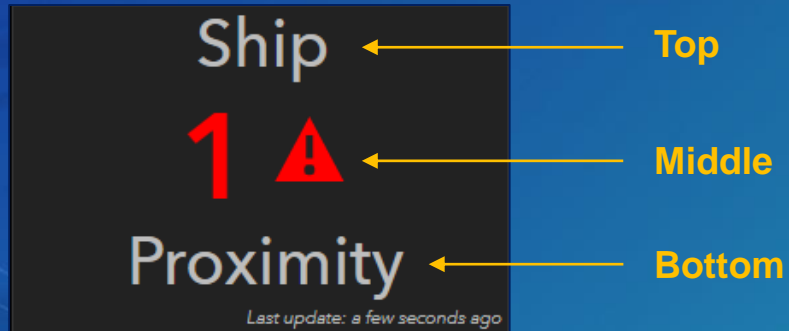 Ship
Top
1
Middle
Proximity
Bottom
Last update: a few seconds ago